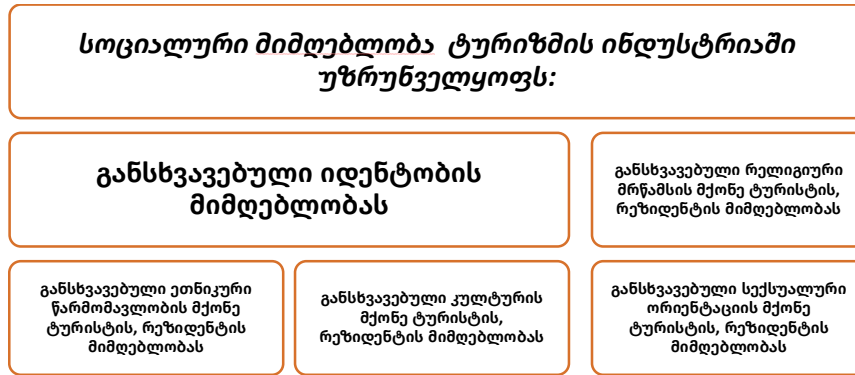 სოციალური მიმღებლობა ტურიზმის ინდუსტრიაში
უზრუნველყოფს:
განსხვავებული იდენტობის
მიმღებლობას
განსხვავებული რელიგიური
მრწამსის მქონე ტურისტის,
რეზიდენტის მიმღებლობას
განსხვავებული ეთნიკური
წარმომავლობის მქონე
ტურისტის, რეზიდენტის
მიმღებლობას
განსხვავებული კულტურის
მქონე ტურისტის,
რეზიდენტის მიმღებლობას
განსხვავებული სექსუალური
ორიენტაციის მქონე
ტურისტის, რეზიდენტის
მიმღებლობას